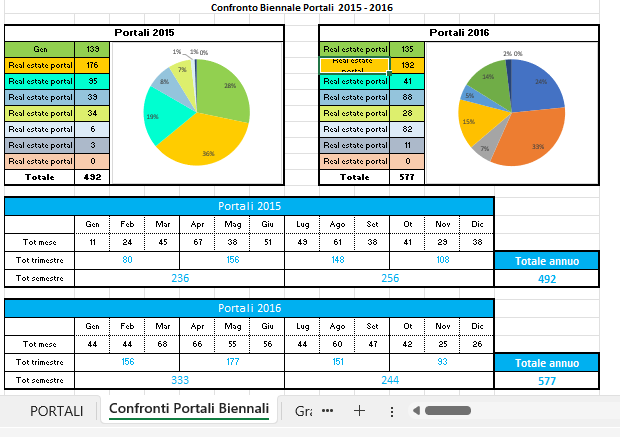 Confronto Biennale Portali 2015 - 2016
Portali 2015
Gen 139
Real estate portal 176
Real estate portal 95
Real estate portal 39
Real estate portal 34
Real estate portal 6
Real estate portal 3
Real estate portal 0
Totale 492
1% 1% 0%
7%
8%
28%
19%
36%
Portali 2016
Real estate portal 135
Real estate portal 192
Real estate portal 41
Real estate portal 88
Real estate portal 28
Real estate portal 82
Real estate portal 11
Real estate portal 0
Totale 577
2% 0%
14%
24%
5%
15%
7%
33%
Portali 2015
Gen Feb Mar Apr Mag Giu Lug Ago Set Ot Nov Dic
Tot mese 11 24 45 67 38 51 49 61 38 41 29 38
Tot trimestre 80 156 148 108 Totale annuo
Tot semestre 236 256 492
Portali 2016
Gen Feb Mar Apr Mag Giu Lug Ago Set Ot Nov Dic
Tot mese 44 44 68 66 55 56 44 60 47 42 25 26
Tot trimestre 156 177 151 93 Totale annuo
Tot semestre 333 244 577
PORTALI Confronti Portali Biennali